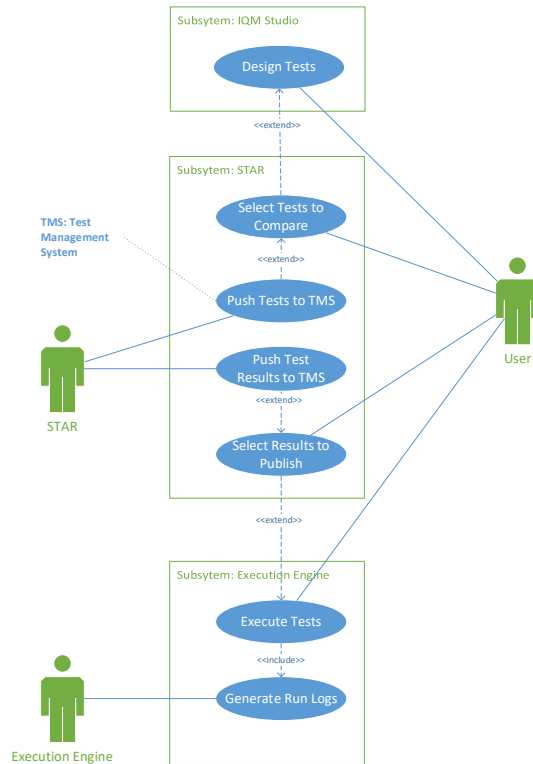 Subsytem: IQM Studio
Design Tests
<<extend>>
Subsytem: STAR
Select Tests to
Compare
TMS: Test
Management
System
<<extend>>
Push Tests to TMS
Push Test
Results to TMS
User
<<extend>>
STAR
Select Results to
Publish
<<extend>>
Subsytem: Execution Engine
Execute Tests
<<include>>
Generate Run Logs
Execution Engine